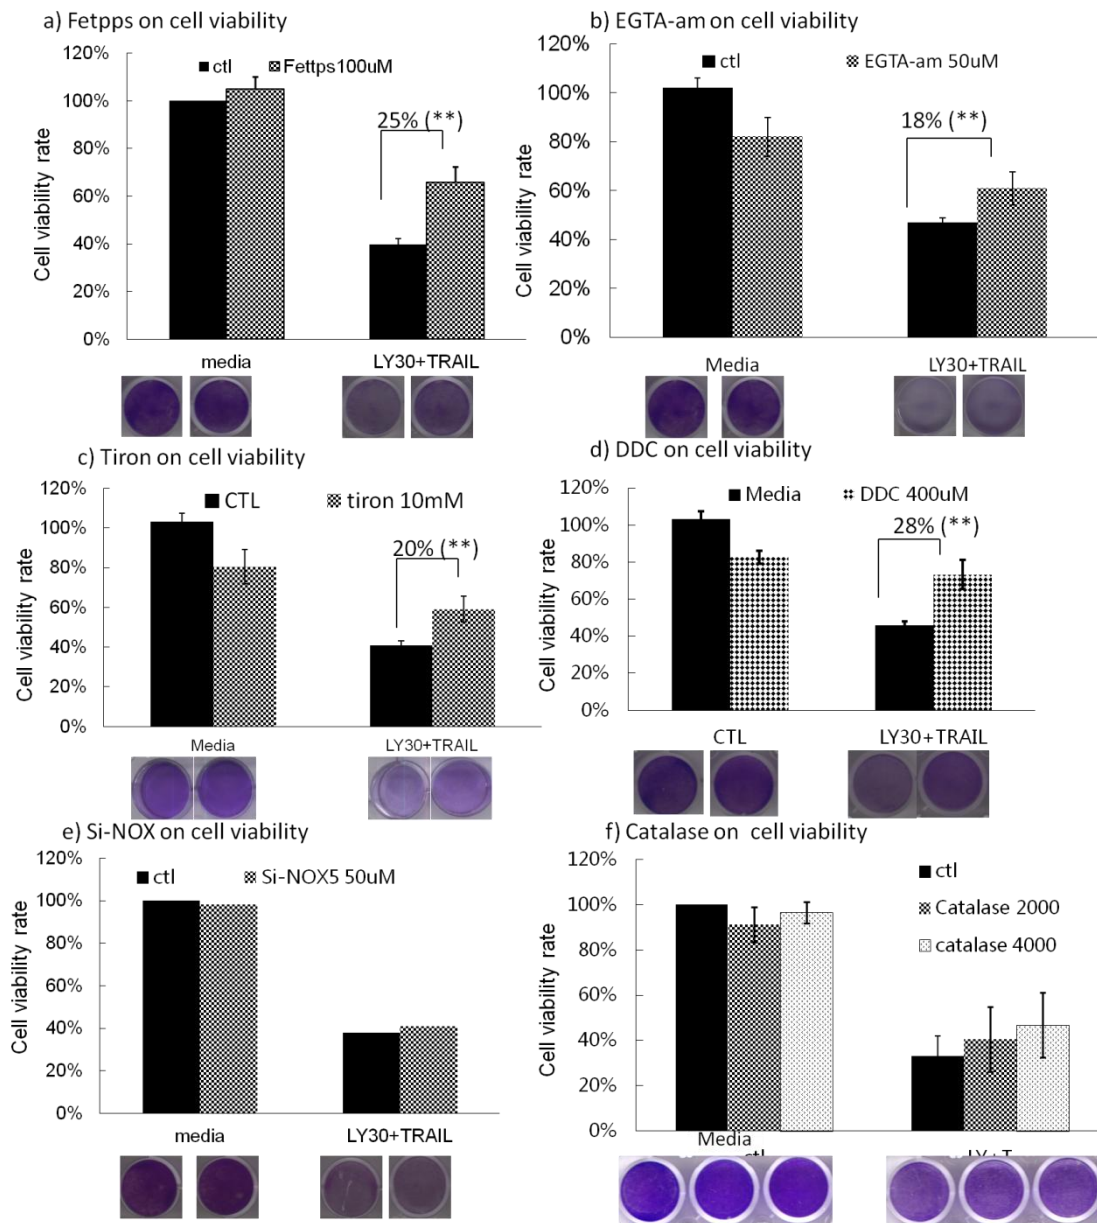 a) Fetpps on cell viability
120%
100%
80%
60%
40%
20%
0%
Cell viability rate
ctl
Fettps100uM
25% (**)
media
LY30+TRAIL
b) EGTA-am on cell viability
120%
100%
80%
60%
40%
20%
0%
Cell viability rate
ctl
EGTA-am 50uM
18% (**)
Media
LY30+TRAIL
c) Tiron on cell viability
120%
100%
80%
60%
40%
20%
0%
Cell viability rate
CTL
tiron 10mM
20% (**)
Media
LY30+TRAIL
d) DDC on cell viability
120%
100%
80%
60%
40%
20%
0%
Cell viability rate
Media
DDC 400uM
28% (**)
CTL
LY30+TRAIL
e) Si-NOX on cell viability
120%
100%
80%
60%
40%
20%
0%
Cell viability rate
ctl
Si-NOX5 50uM
media
LY30+TRAIL
f) Catalase on cell viability
120%
100%
80%
60%
40%
20%
0%
Cell viability rate
ctl
Catalase 2000
catalase 4000
Media
ctl
LY+T